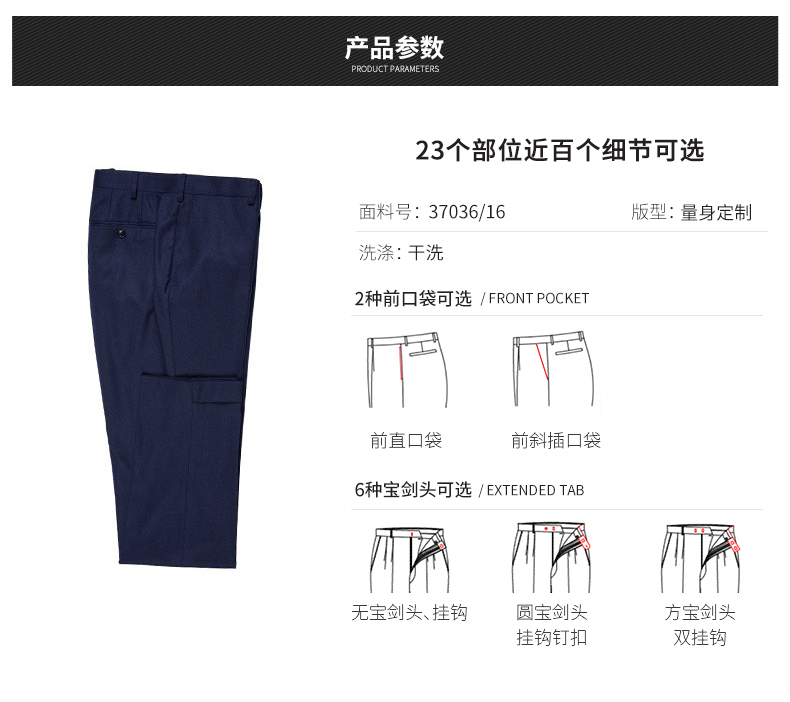 产品参数
PRODUCT PARAMETERS
23个部位近百个细节可选
面料号：37036/16 版型：量身定制
洗涤：干洗
2种前口袋可选 / FRONT POCKET
前直口袋 前斜插口袋
6种宝剑头可选 / EXTENDED TAB
无宝剑头、挂钩 圆宝剑头 方宝剑头
挂钩钉扣 双挂钩